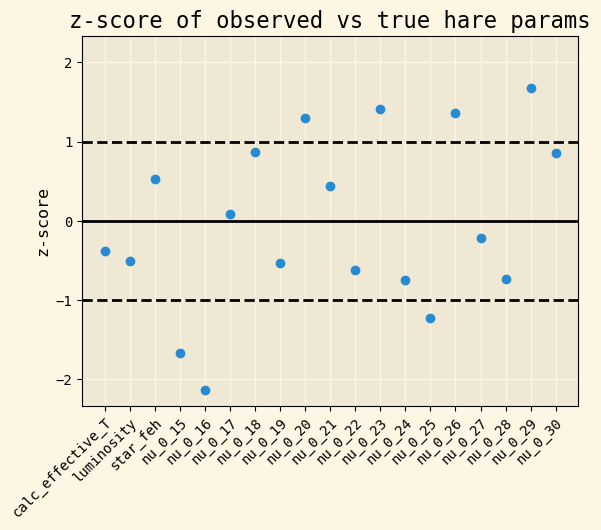 z-score of observed vs true hare params
z-score
2
1
0
−1
−2
calc_effective_T
luminosity
star_feh
nu_0_15
nu_0_16
nu_0_17
nu_0_18
nu_0_19
nu_0_20
nu_0_21
nu_0_22
nu_0_23
nu_0_24
nu_0_25
nu_0_26
nu_0_27
nu_0_28
nu_0_29
nu_0_30